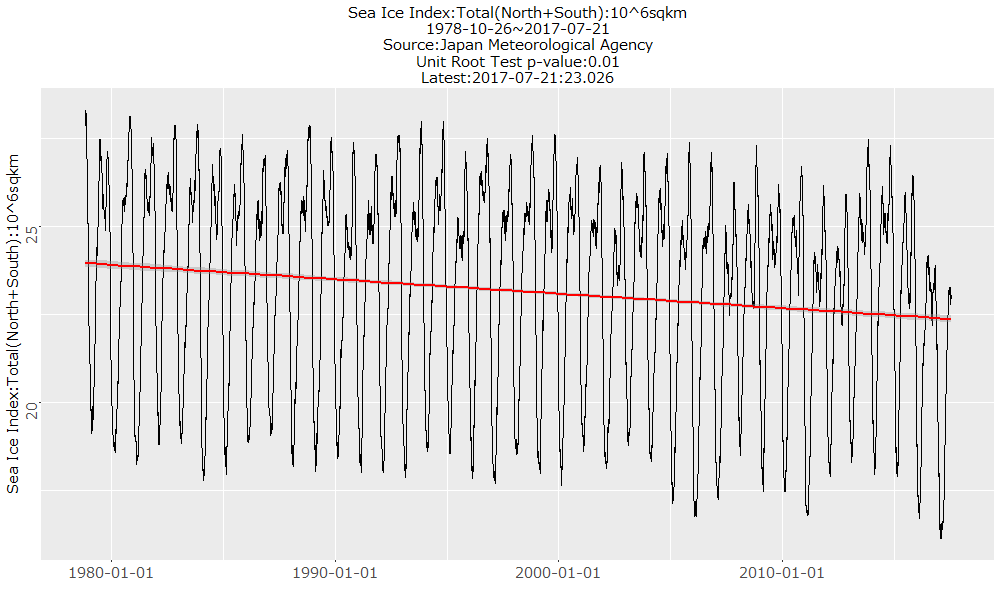 Sea Ice Index:Total(North+South):10^6sqkm
1978-10-26~2017-07-21
Source:Japan Meteorological Agency
Unit Root Test p-value:0.01
Latest:2017-07-21:23.026
Sea Ice Index:Total(North+South):10^6sqkm
25
20
1980-01-01
1990-01-01
2000-01-01
2010-01-01